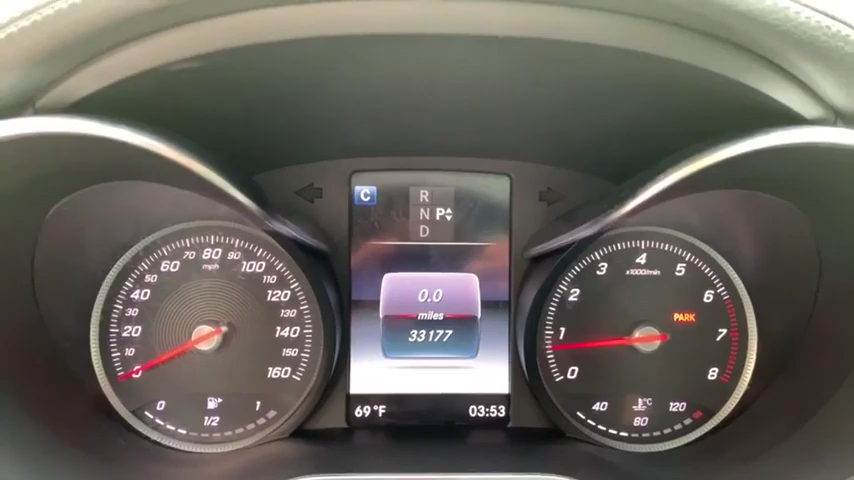 C
R
N P
D
0.0
miles
33177
69°F 03:53
0 10 20 30 40 50 60 70 80 90 100 110 120 130 140 150 160
mph
0 1/2 1
0 1 2 3 4 5 6 7 8
x1000/min
PARK
°C
40 80 120